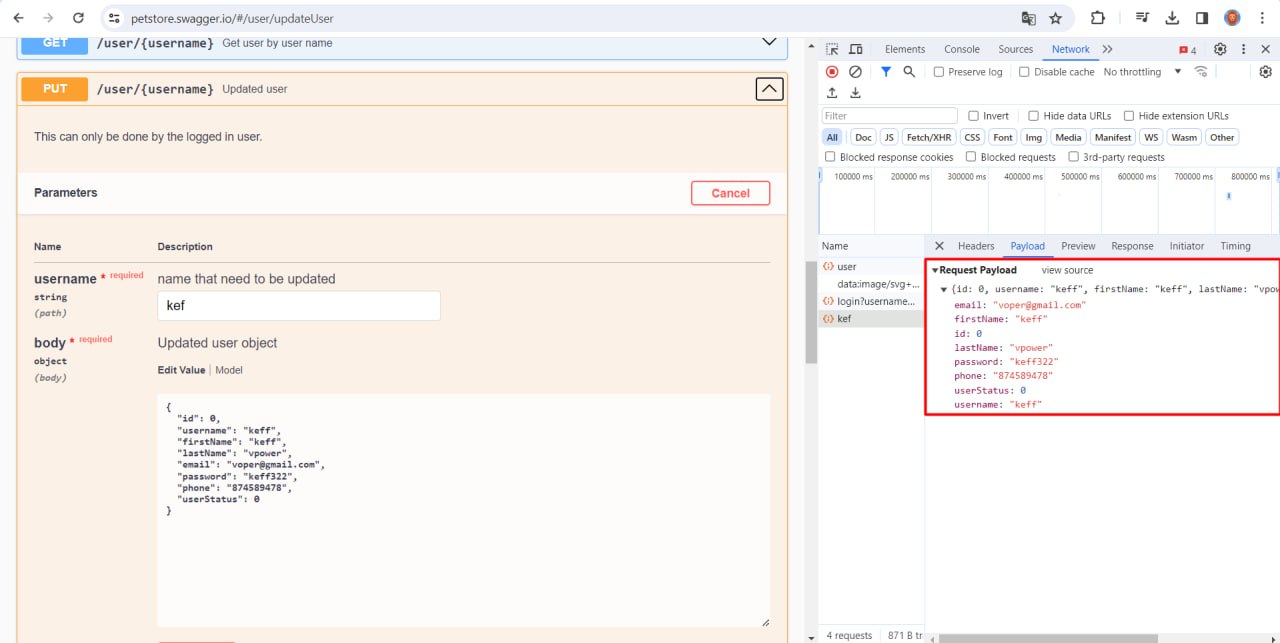 petstore.swagger.io/#/user/updateUser
GET /user/{username} Get user by user name
PUT /user/{username} Updated user
This can only be done by the logged in user.
Parameters
Cancel
Name Description
username * required name that need to be updated
string
(path)
kef
body * required Updated user object
object
(body)
Edit Value | Model
{
"id": 0,
"username": "keff",
"firstName": "keff",
"lastName": "vpower",
"email": "voper@gmail.com",
"password": "keff322",
"phone": "874589478",
"userStatus": 0
}
Elements Console Sources Network 4
Preserve log Disable cache No throttling
Filter Invert Hide data URLs Hide extension URLs
All Doc JS Fetch/XHR CSS Font Img Media Manifest WS Wasm Other
Blocked response cookies Blocked requests 3rd-party requests
100000 ms 200000 ms 300000 ms 400000 ms 500000 ms 600000 ms 700000 ms 800000 ms
Name Headers Payload Preview Response Initiator Timing
user
data:image/svg+...
login?username...
kef
Request Payload view source
{id: 0, username: "keff", firstName: "keff", lastName: "vpow
email: "voper@gmail.com"
firstName: "keff"
id: 0
lastName: "vpower"
password: "keff322"
phone: "874589478"
userStatus: 0
username: "keff"
4 requests 871 B tr